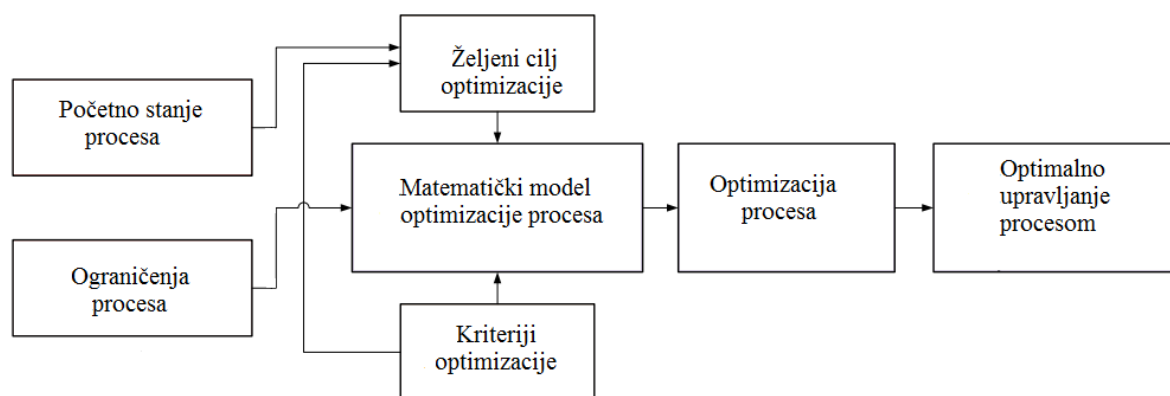 Željeni cilj
optimizacije
Početno stanje
procesa
Matematički model
optimizacije procesa
Optimizacija
procesa
Optimalno
upravljanje
procesom
Ograničenja
procesa
Kriteriji
optimizacije